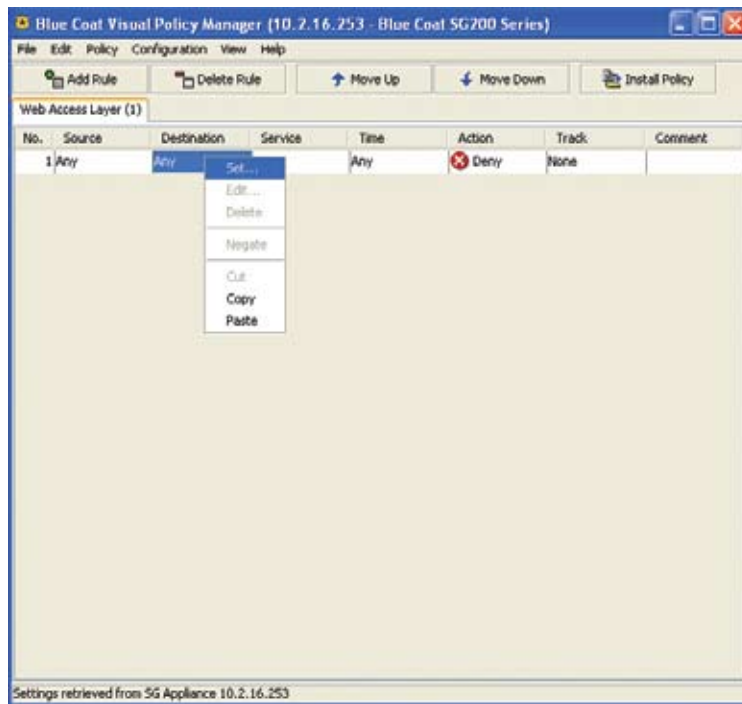 Blue Coat Visual Policy Manager (10.2.16.253 - Blue Coat SG200 Series)
File Edit Policy Configuration View Help
Add Rule Delete Rule Move Up Move Down Install Policy
Web Access Layer (1)
No. Source Destination Service Time Action Track Comment
1 Any Any Any Deny None
Set...
Edit...
Delete
Negate
Cut
Copy
Paste
Settings retrieved from SG Appliance 10.2.16.253